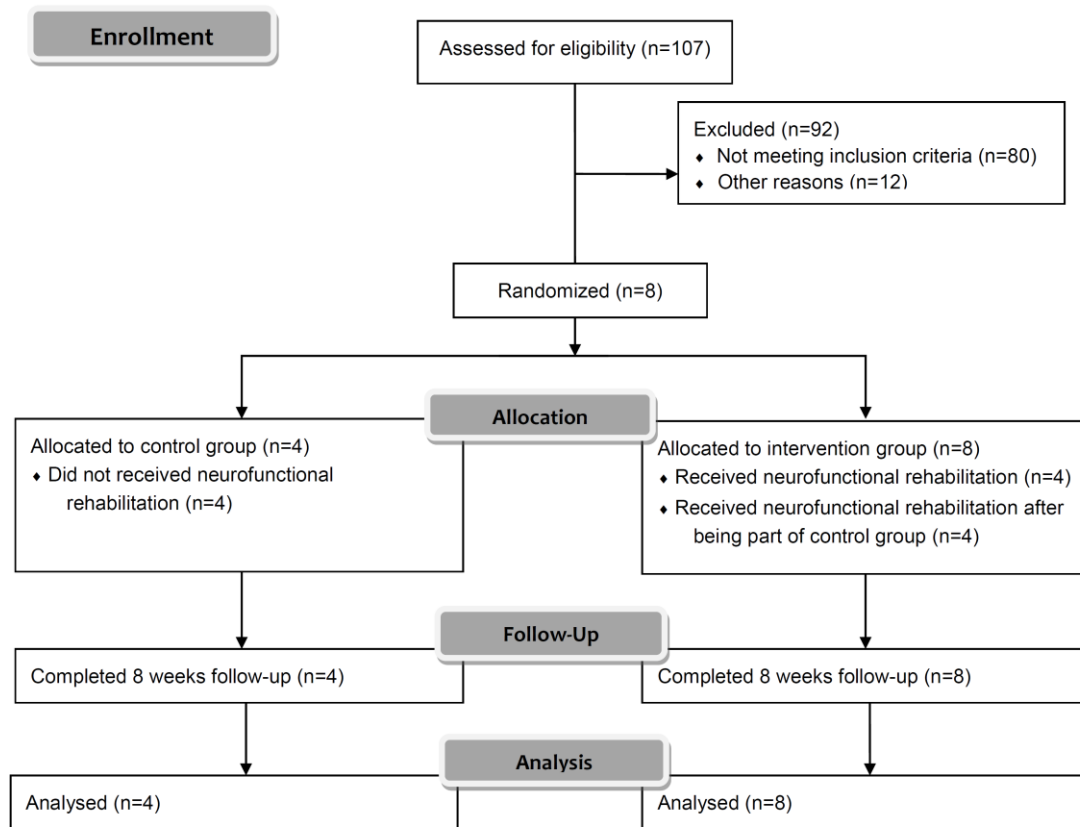 Enrollment
Assessed for eligibility (n=107)
Excluded (n=92)
♦ Not meeting inclusion criteria (n=80)
♦ Other reasons (n=12)
Randomized (n=8)
Allocation
Allocated to control group (n=4)
♦ Did not received neurofunctional
rehabilitation (n=4)
Allocated to intervention group (n=8)
♦ Received neurofunctional rehabilitation (n=4)
♦ Received neurofunctional rehabilitation after
being part of control group (n=4)
Follow-Up
Completed 8 weeks follow-up (n=4)
Completed 8 weeks follow-up (n=8)
Analysis
Analysed (n=4)
Analysed (n=8)